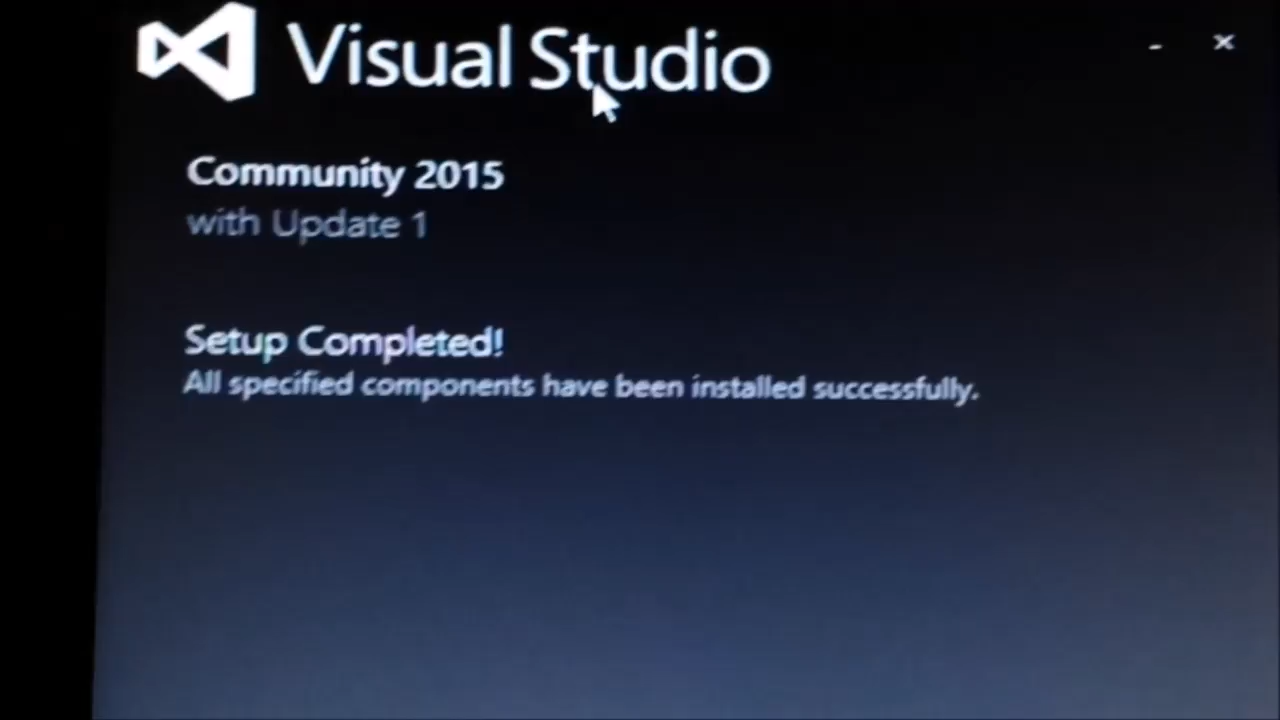 Visual Studio
Community 2015
with Update 1
Setup Completed!
All specified components have been installed successfully.